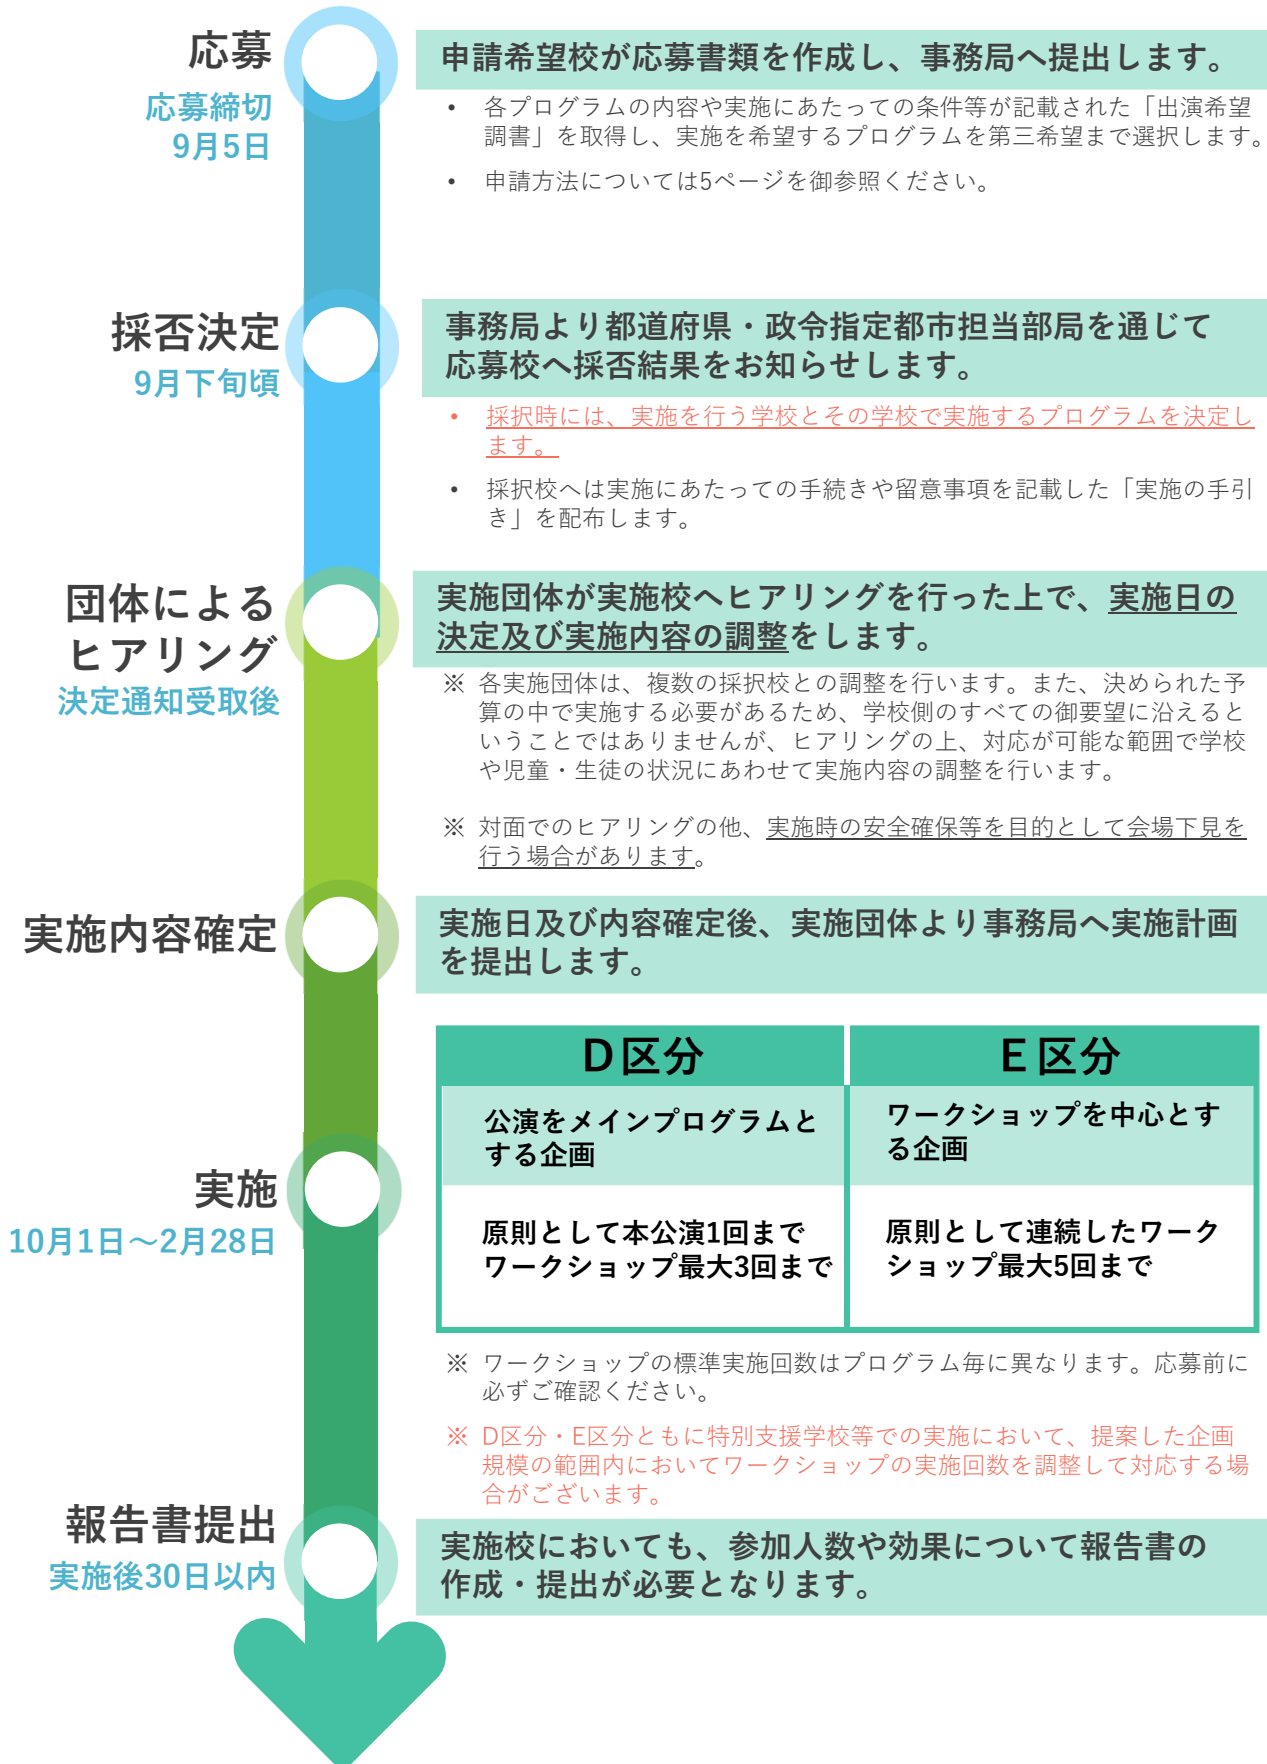 応募
応募締切
9月5日
申請希望校が応募書類を作成し、事務局へ提出します。
• 各プログラムの内容や実施にあたっての条件等が記載された「出演希望
調書」を取得し、実施を希望するプログラムを第三希望まで選択します。
• 申請方法については5ページを御参照ください。
採否決定
9月下旬頃
事務局より都道府県・政令指定都市担当部局を通じて
応募校へ採否結果をお知らせします。
• 採択時には、実施を行う学校とその学校で実施するプログラムを決定し
ます。
• 採択校へは実施にあたっての手続きや留意事項を記載した「実施の手引
き」を配布します。
団体による
ヒアリング
決定通知受取後
実施団体が実施校へヒアリングを行った上で、実施日の
決定及び実施内容の調整をします。
※ 各実施団体は、複数の採択校との調整を行います。また、決められた予
算の中で実施する必要があるため、学校側のすべての御要望に沿えると
いうことではありませんが、ヒアリングの上、対応が可能な範囲で学校
や児童・生徒の状況にあわせて実施内容の調整を行います。
※ 対面でのヒアリングの他、実施時の安全確保等を目的として会場下見を
行う場合があります。
実施内容確定
実施日及び内容確定後、実施団体より事務局へ実施計画
を提出します。
実施
10月1日～2月28日
D区分
E区分
公演をメインプログラムと
する企画
ワークショップを中心とす
る企画
原則として本公演1回まで
ワークショップ最大3回まで
原則として連続したワーク
ショップ最大5回まで
※ ワークショップの標準実施回数はプログラム毎に異なります。応募前に
必ずご確認ください。
※ D区分・E区分ともに特別支援学校等での実施において、提案した企画
規模の範囲内においてワークショップの実施回数を調整して対応する場
合がございます。
報告書提出
実施後30日以内
実施校においても、参加人数や効果について報告書の
作成・提出が必要となります。